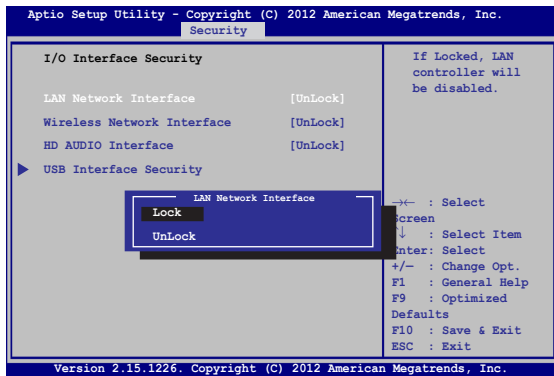 Aptio Setup Utility - Copyright (C) 2012 American Megatrends, Inc.
Security
I/O Interface Security
LAN Network Interface [UnLock]
Wireless Network Interface [UnLock]
HD AUDIO Interface [UnLock]
USB Interface Security
LAN Network Interface
Lock
UnLock
If Locked, LAN
controller will
be disabled.
→← : Select
Screen
↓ : Select Item
Enter: Select
+/— : Change Opt.
F1 : General Help
F9 : Optimized
Defaults
F10 : Save & Exit
ESC : Exit
Version 2.15.1226. Copyright (C) 2012 American Megatrends, Inc.